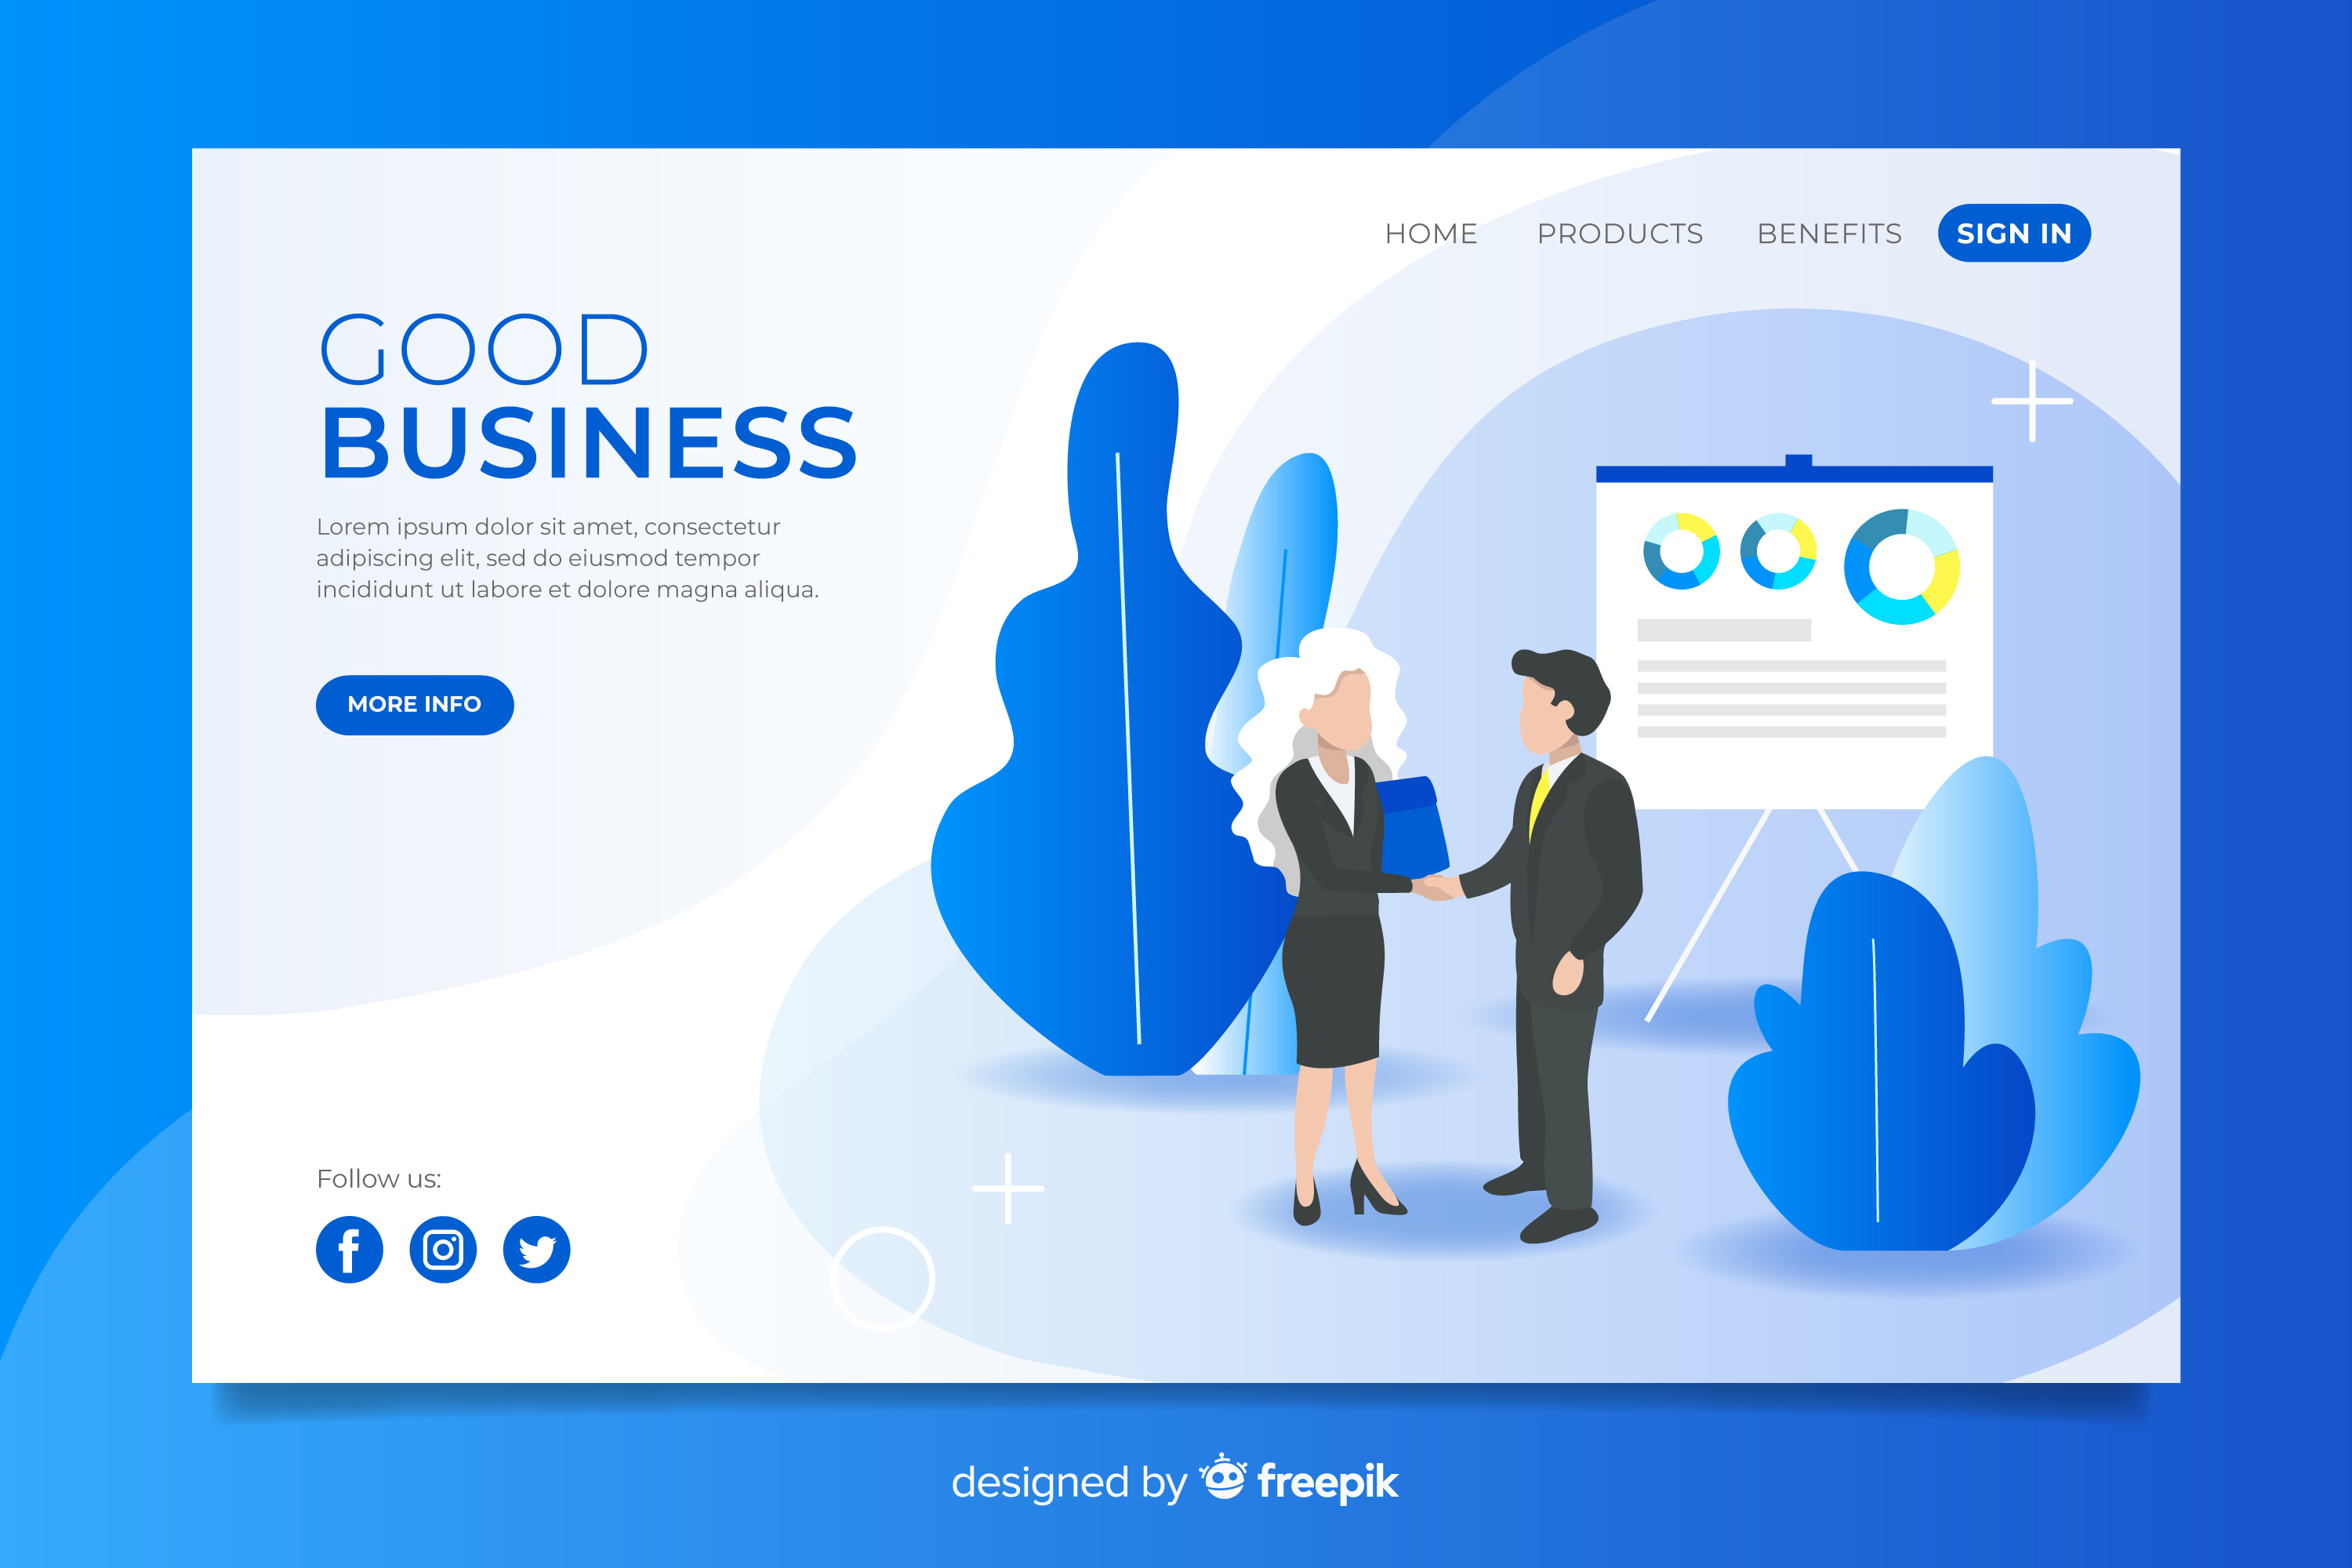 HOME PRODUCTS BENEFITS SIGN IN
GOOD
BUSINESS
Lorem ipsum dolor sit amet, consectetur
adipiscing elit, sed do eiusmod tempor
incididunt ut labore et dolore magna aliqua.
MORE INFO
Follow us:
designed by freepik